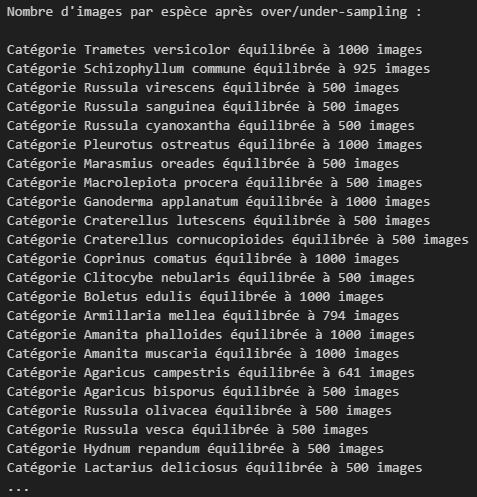 Nombre d'images par espèce après over/under-sampling :
Catégorie Trametes versicolor équilibrée à 1000 images
Catégorie Schizophyllum commune équilibrée à 925 images
Catégorie Russula virescens équilibrée à 500 images
Catégorie Russula sanguinea équilibrée à 500 images
Catégorie Russula cyanoxantha équilibrée à 500 images
Catégorie Pleurotus ostreatus équilibrée à 1000 images
Catégorie Marasmius oreades équilibrée à 500 images
Catégorie Macrolepiota procera équilibrée à 500 images
Catégorie Ganoderma applanatum équilibrée à 1000 images
Catégorie Craterellus lutescens équilibrée à 500 images
Catégorie Craterellus cornucopioides équilibrée à 500 images
Catégorie Coprinus comatus équilibrée à 1000 images
Catégorie Clitocybe nebularis équilibrée à 500 images
Catégorie Boletus edulis équilibrée à 1000 images
Catégorie Armillaria mellea équilibrée à 794 images
Catégorie Amanita phalloides équilibrée à 1000 images
Catégorie Amanita muscaria équilibrée à 1000 images
Catégorie Agaricus campestris équilibrée à 641 images
Catégorie Agaricus bisporus équilibrée à 500 images
Catégorie Russula olivacea équilibrée à 500 images
Catégorie Russula vesca équilibrée à 500 images
Catégorie Hydnum repandum équilibrée à 500 images
Catégorie Lactarius deliciosus équilibrée à 500 images
...